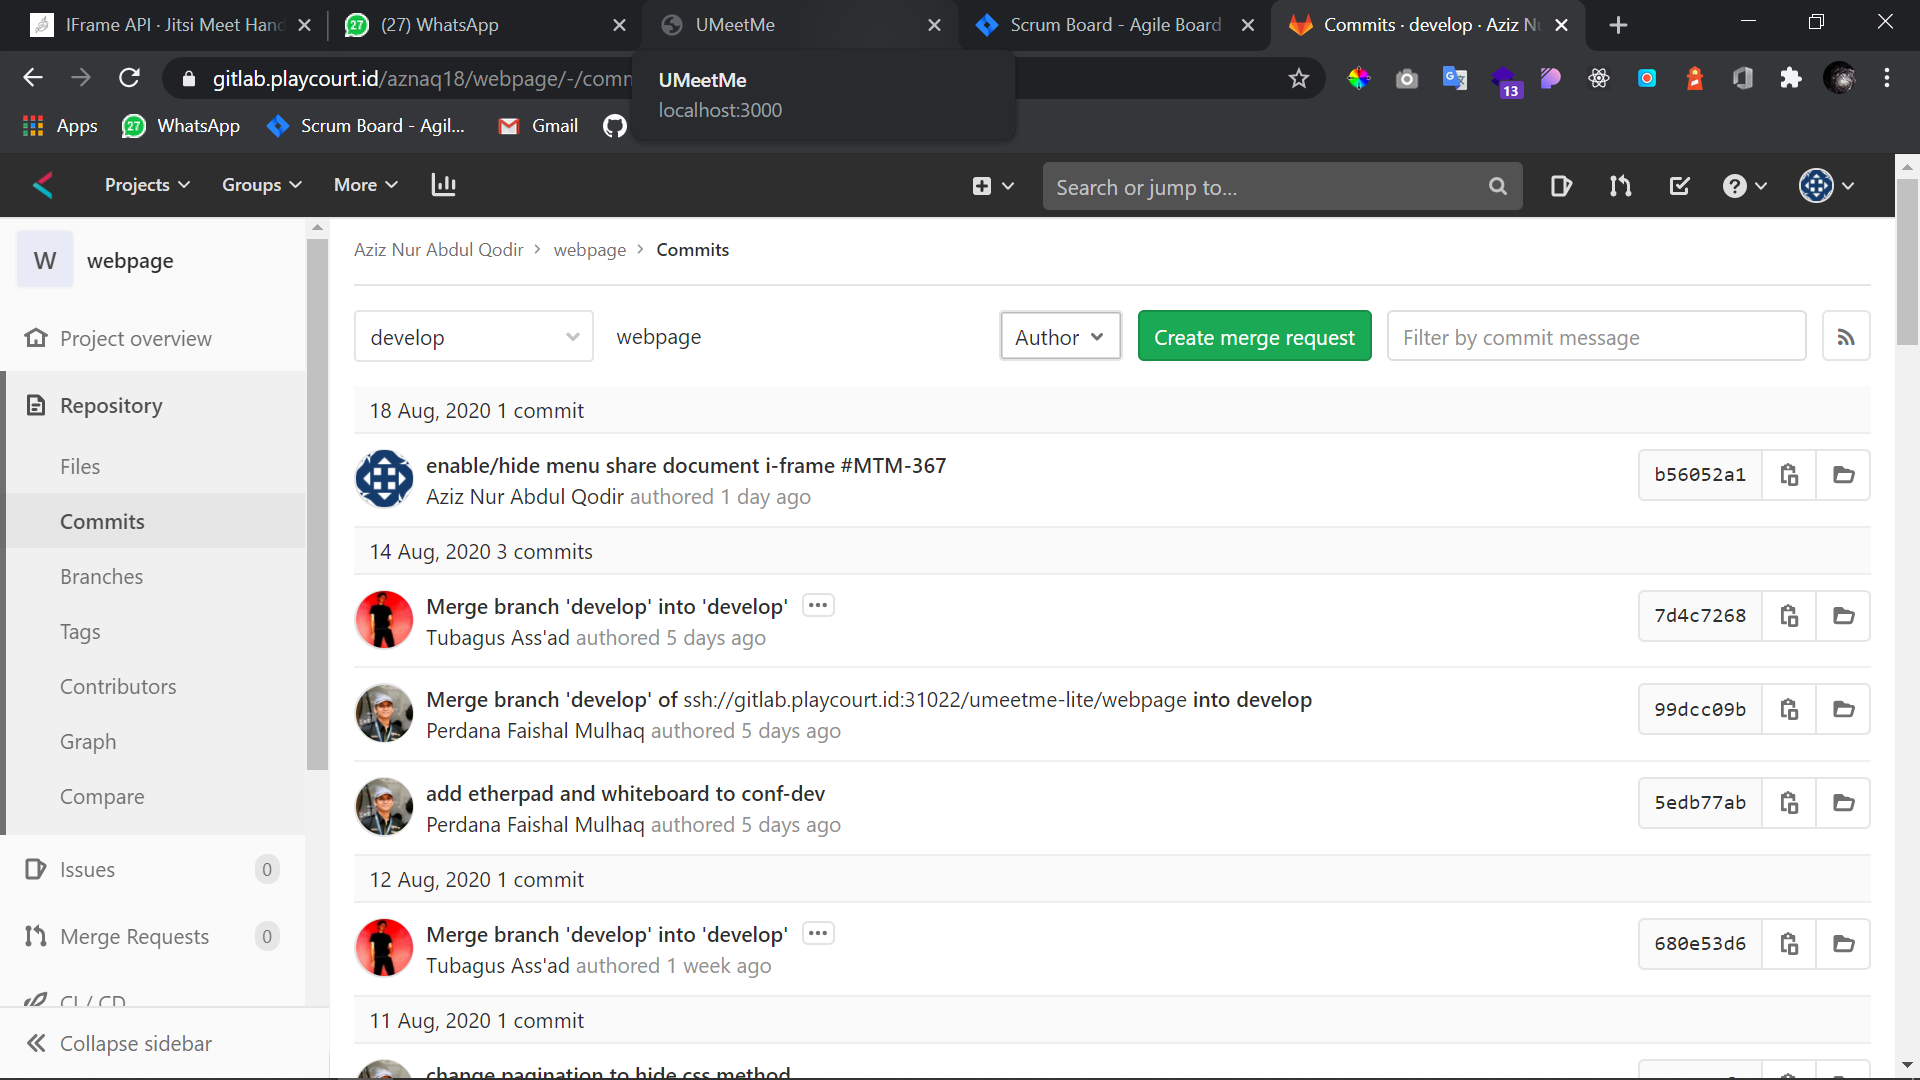 IFrame API · Jitsi Meet Hand
(27) WhatsApp
UMeetMe
Scrum Board - Agile Board
Commits · develop · Aziz Nu
gitlab.playcourt.id/aznaq18/webpage/-/comm
13
UMeetMe
localhost:3000
Apps
27
WhatsApp
Scrum Board - Agil...
Gmail
Projects
Groups
More
Search or jump to...
W
webpage
Project overview
Repository
Files
Commits
Branches
Tags
Contributors
Graph
Compare
Issues
0
Merge Requests
0
CI / CD
Collapse sidebar
Aziz Nur Abdul Qodir > webpage > Commits
develop
webpage
Author
Create merge request
Filter by commit message
18 Aug, 2020 1 commit
enable/hide menu share document i-frame #MTM-367
Aziz Nur Abdul Qodir authored 1 day ago
b56052a1
14 Aug, 2020 3 commits
Merge branch 'develop' into 'develop' ...
Tubagus Ass'ad authored 5 days ago
7d4c7268
Merge branch 'develop' of ssh://gitlab.playcourt.id:31022/umeetme-lite/webpage into develop
Perdana Faishal Mulhaq authored 5 days ago
99dcc09b
add etherpad and whiteboard to conf-dev
Perdana Faishal Mulhaq authored 5 days ago
5edb77ab
12 Aug, 2020 1 commit
Merge branch 'develop' into 'develop' ...
Tubagus Ass'ad authored 1 week ago
680e53d6
11 Aug, 2020 1 commit
change pagination to hide css method